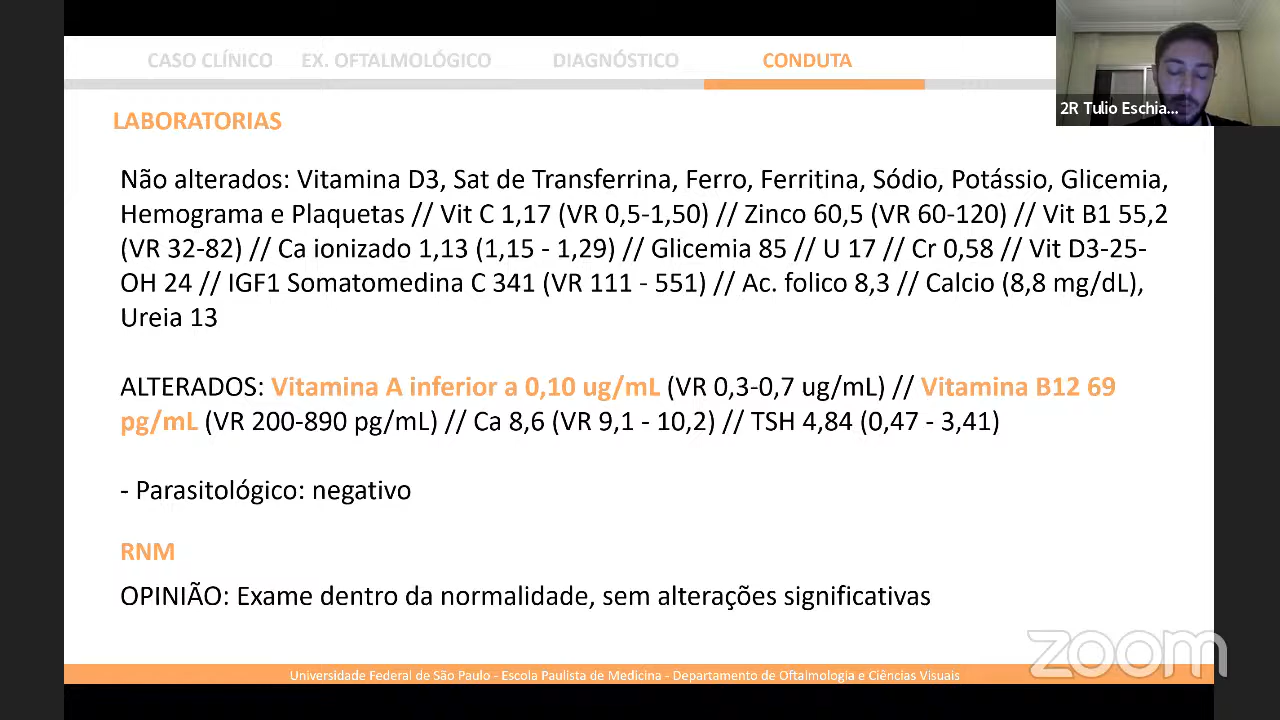 CASO CLÍNICO EX. OFTALMOLÓGICO DIAGNÓSTICO CONDUTA
2R Tulio Eschia...
LABORATORIAS
Não alterados: Vitamina D3, Sat de Transferrina, Ferro, Ferritina, Sódio, Potássio, Glicemia,
Hemograma e Plaquetas // Vit C 1,17 (VR 0,5-1,50) // Zinco 60,5 (VR 60-120) // Vit B1 55,2
(VR 32-82) // Ca ionizado 1,13 (1,15 - 1,29) // Glicemia 85 // U 17 // Cr 0,58 // Vit D3-25-
OH 24 // IGF1 Somatomedina C 341 (VR 111 - 551) // Ac. folico 8,3 // Calcio (8,8 mg/dL),
Ureia 13
ALTERADOS: Vitamina A inferior a 0,10 ug/mL (VR 0,3-0,7 ug/mL) // Vitamina B12 69
pg/mL (VR 200-890 pg/mL) // Ca 8,6 (VR 9,1 - 10,2) // TSH 4,84 (0,47 - 3,41)
- Parasitológico: negativo
RNM
OPINIÃO: Exame dentro da normalidade, sem alterações significativas
zoom
Universidade Federal de São Paulo - Escola Paulista de Medicina - Departamento de Oftalmologia e Ciências Visuais